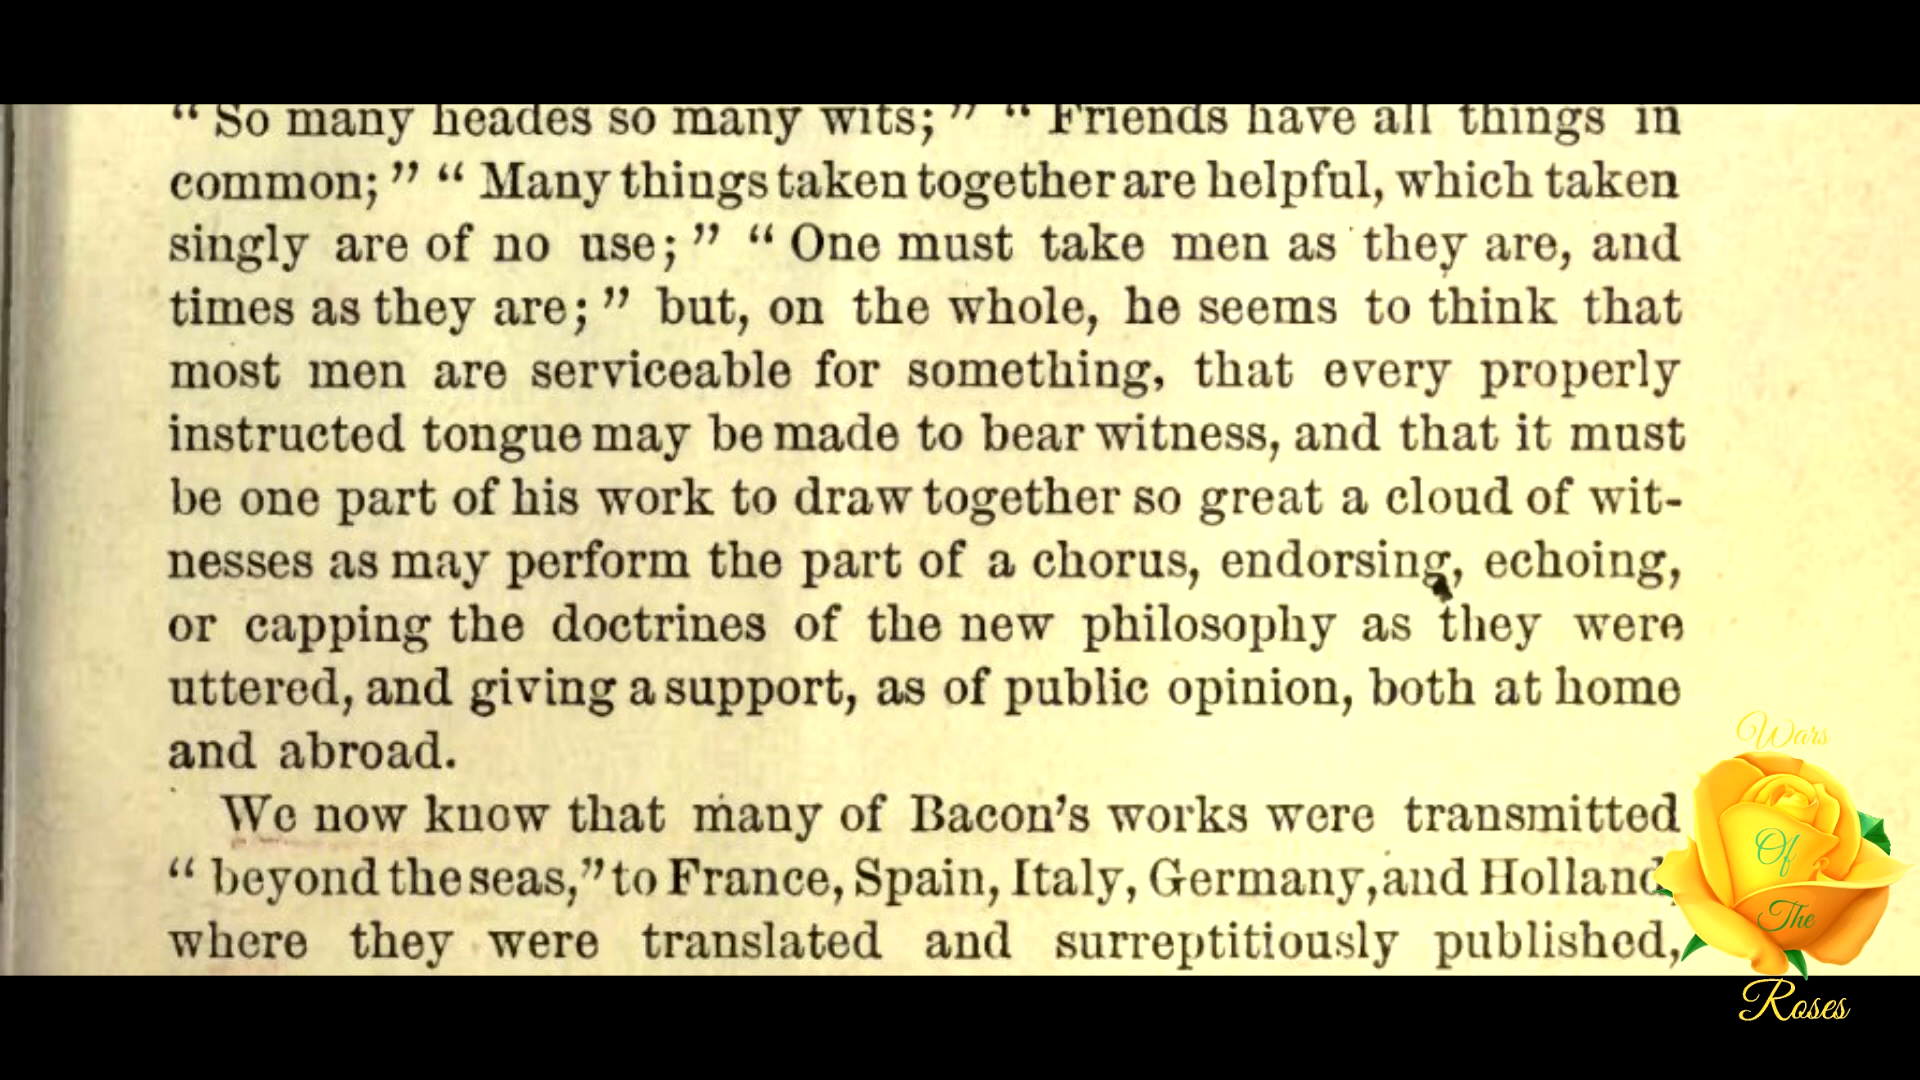 “ So many heades so many wits; ” “ Friends have all things in
common; ” “ Many things taken together are helpful, which taken
singly are of no use; ” “ One must take men as they are, and
times as they are; ” but, on the whole, he seems to think that
most men are serviceable for something, that every properly
instructed tongue may be made to bear witness, and that it must
be one part of his work to draw together so great a cloud of wit-
nesses as may perform the part of a chorus, endorsing, echoing,
or capping the doctrines of the new philosophy as they were
uttered, and giving a support, as of public opinion, both at home
and abroad.
We now know that many of Bacon’s works were transmitted
“ beyond the seas,” to France, Spain, Italy, Germany, and Holland,
where they were translated and surreptitiously published,
Wars
Of
The
Roses